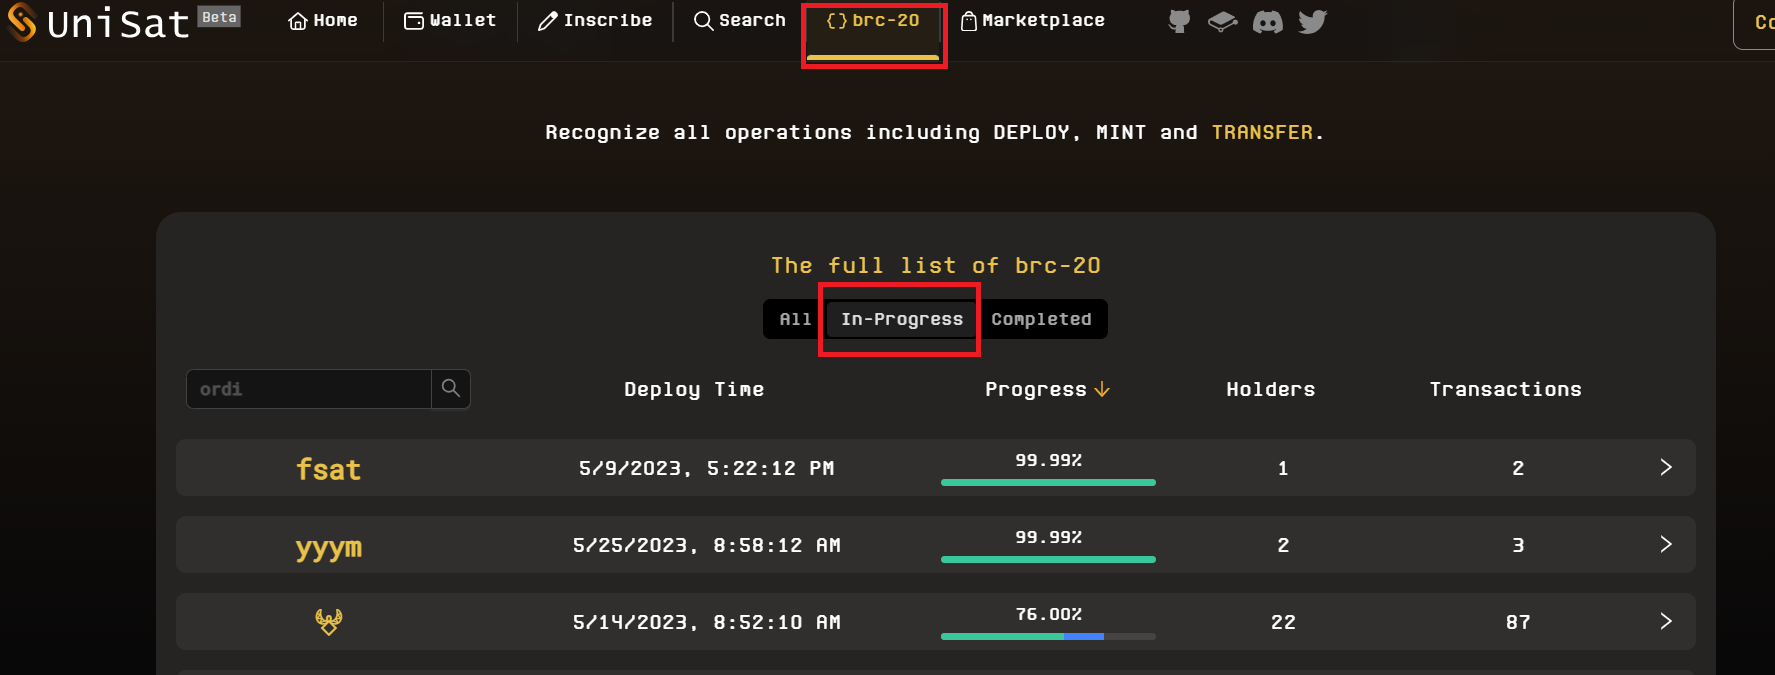 UniSat Beta Home Wallet Inscribe Search {}brc-20 Marketplace
Recognize all operations including DEPLOY, MINT and TRANSFER.
The full list of brc-20
All In-Progress Completed
ordi Deploy Time Progress↓ Holders Transactions
fsat 5/9/2023, 5:22:12 PM 99.99% 1 2 >
yyym 5/25/2023, 8:58:12 AM 99.99% 2 3 >
5/14/2023, 8:52:10 AM 76.00% 22 87 >